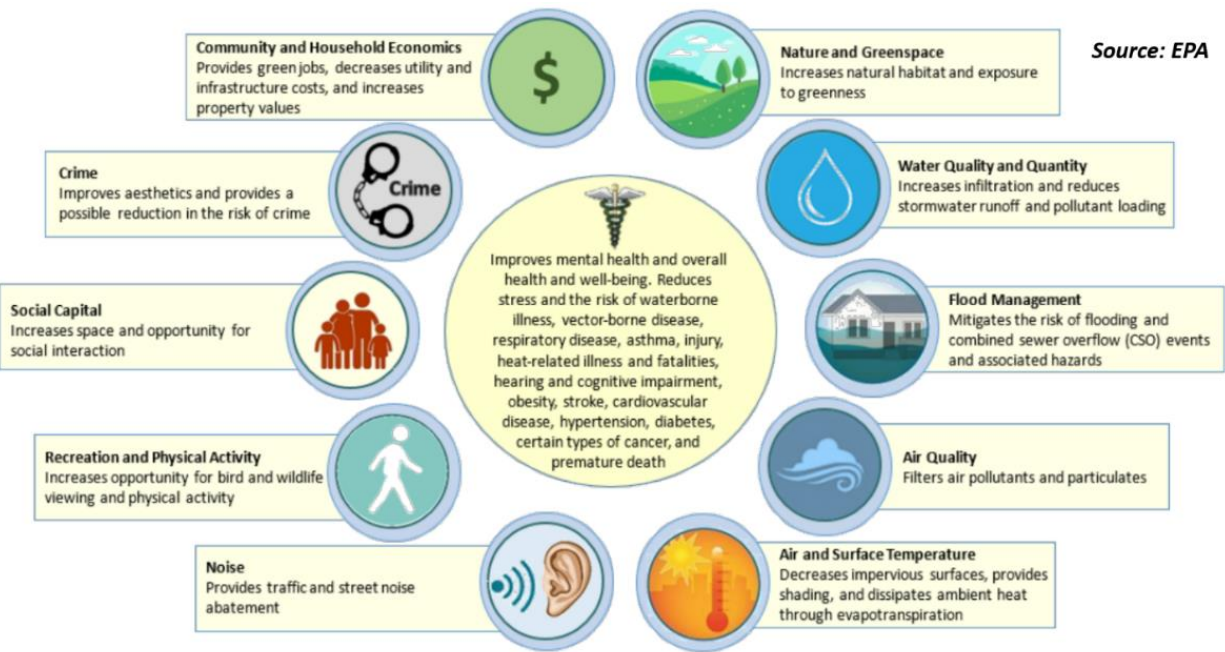 Community and Household Economics
Provides green jobs, decreases utility and
infrastructure costs, and increases
property values
$
Nature and Greenspace
Increases natural habitat and exposure
to greenness
Source: EPA
Crime
Improves aesthetics and provides a
possible reduction in the risk of crime
Crime
Water Quality and Quantity
Increases infiltration and reduces
stormwater runoff and pollutant loading
Improves mental health and overall
health and well-being. Reduces
stress and the risk of waterborne
illness, vector-borne disease,
respiratory disease, asthma, injury,
heat-related illness and fatalities,
hearing and cognitive impairment,
obesity, stroke, cardiovascular
disease, hypertension, diabetes,
certain types of cancer, and
premature death
Social Capital
Increases space and opportunity for
social interaction
Flood Management
Mitigates the risk of flooding and
combined sewer overflow (CSO) events
and associated hazards
Recreation and Physical Activity
Increases opportunity for bird and wildlife
viewing and physical activity
Air Quality
Filters air pollutants and particulates
Noise
Provides traffic and street noise
abatement
Air and Surface Temperature
Decreases impervious surfaces, provides
shading, and dissipates ambient heat
through evapotranspiration